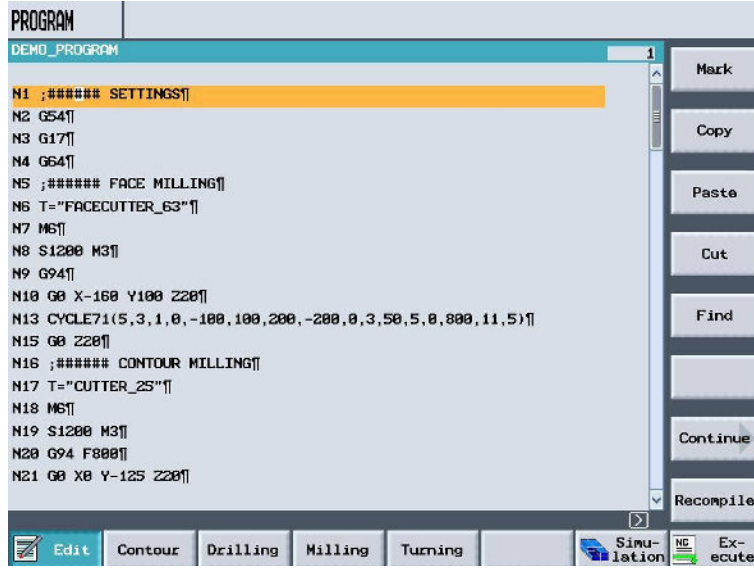 PROGRAM
DEMO_PROGRAM 1
N1 ;###### SETTINGS¶
N2 G54¶
N3 G17¶
N4 G64¶
N5 ;###### FACE MILLING¶
N6 T="FACECUTTER_63"¶
N7 M6¶
N8 S1200 M3¶
N9 G94¶
N10 G0 X-160 Y100 Z20¶
N13 CYCLE71(5,3,1,0,-100,100,200,-200,0,3,50,5,0,800,11,5)¶
N15 G0 Z20¶
N16 ;###### CONTOUR MILLING¶
N17 T="CUTTER_25"¶
N18 M6¶
N19 S1200 M3¶
N20 G94 F800¶
N21 G0 X0 Y-125 Z20¶
Mark
Copy
Paste
Cut
Find
Continue
Recompile
Edit
Contour
Drilling
Milling
Turning
Simu-
lation
NC
Ex-
ecute